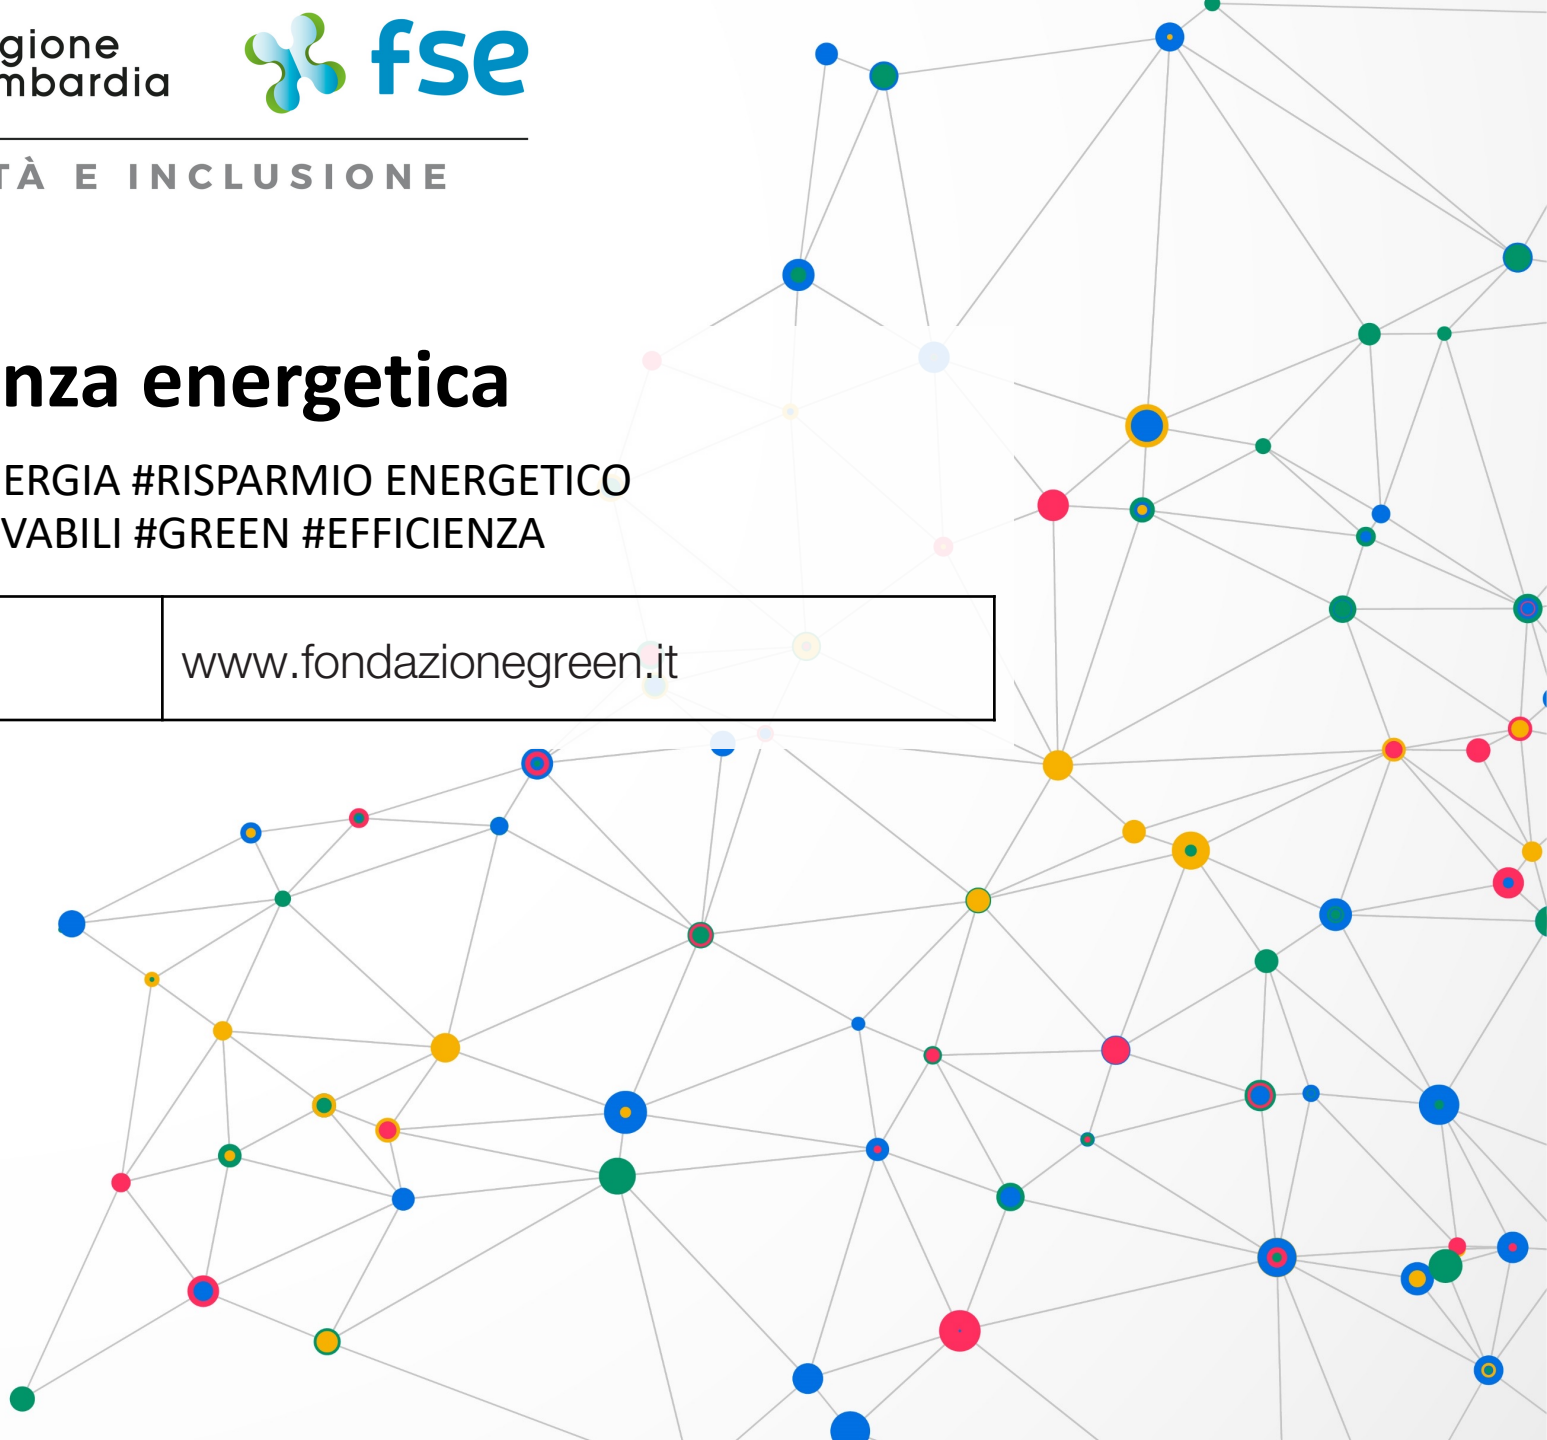 gione
mbardia
fse
TÀ E INCLUSIONE
nza energetica
ERGIA #RISPARMIO ENERGETICO
VABILI #GREEN #EFFICIENZA
www.fondazionegreen.it